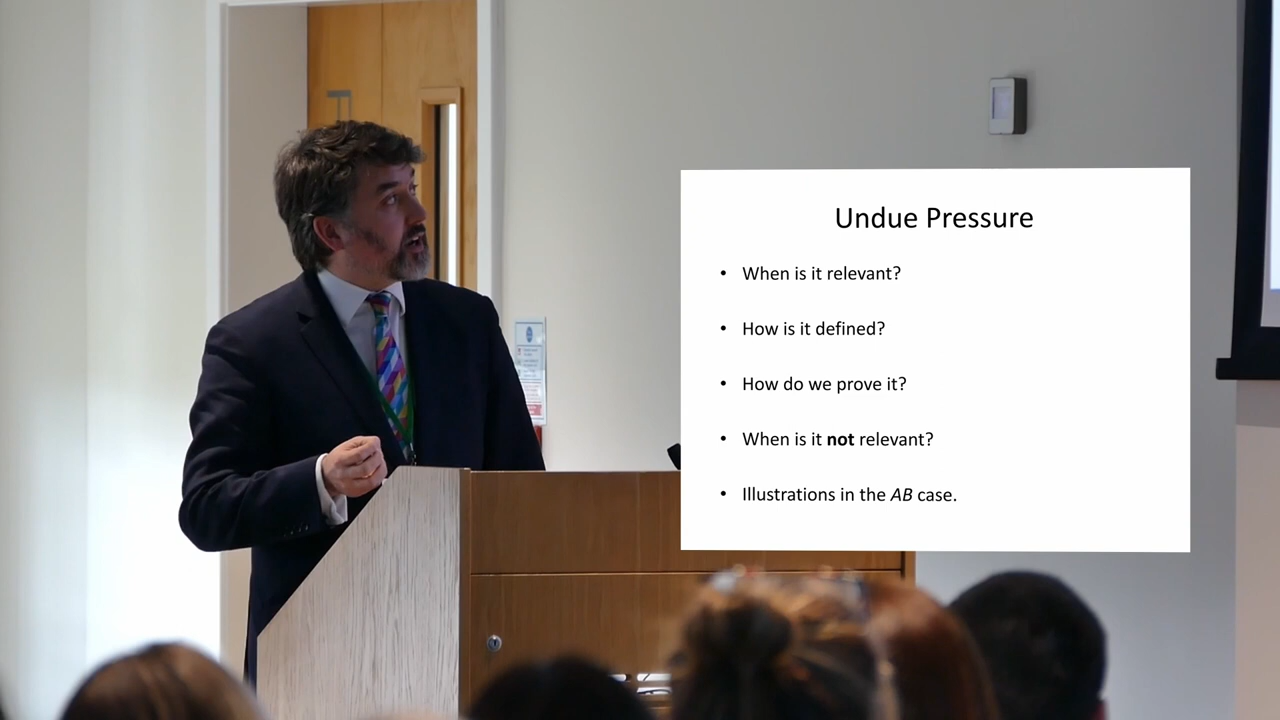 Undue Pressure
• When is it relevant?
• How is it defined?
• How do we prove it?
• When is it not relevant?
• Illustrations in the AB case.